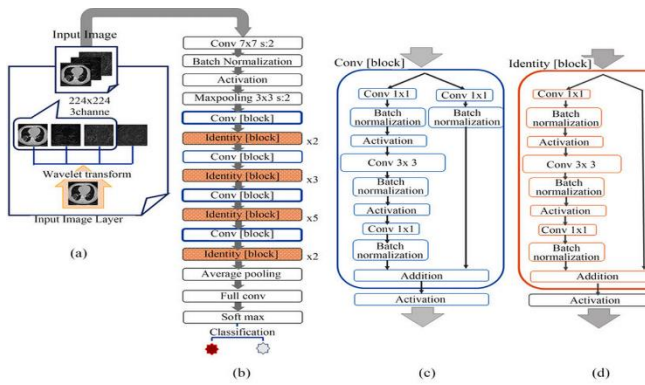 Input Image
224x224
3channe
Wavelet transform
Input Image Layer
(a)
Conv 7x7 s:2
Batch Normalization
Activation
Maxpooling 3x3 s:2
Conv [block]
Identity [block] x2
Conv [block]
Identity [block] x3
Conv [block]
Identity [block] x5
Conv [block]
Identity [block] x2
Average pooling
Full conv
Soft max
Classification
(b)
Conv [block]
Conv 1x1
Batch
normalization
Activation
Conv 3x 3
Batch
normalization
Activation
Conv 1x1
Batch
normalization
Conv 1x1
Batch
normalization
Addition
Activation
(c)
Identity [block]
Conv 1x1
Batch
normalization
Activation
Conv 3x 3
Batch
normalization
Activation
Conv 1x1
Batch
normalization
Addition
Activation
(d)